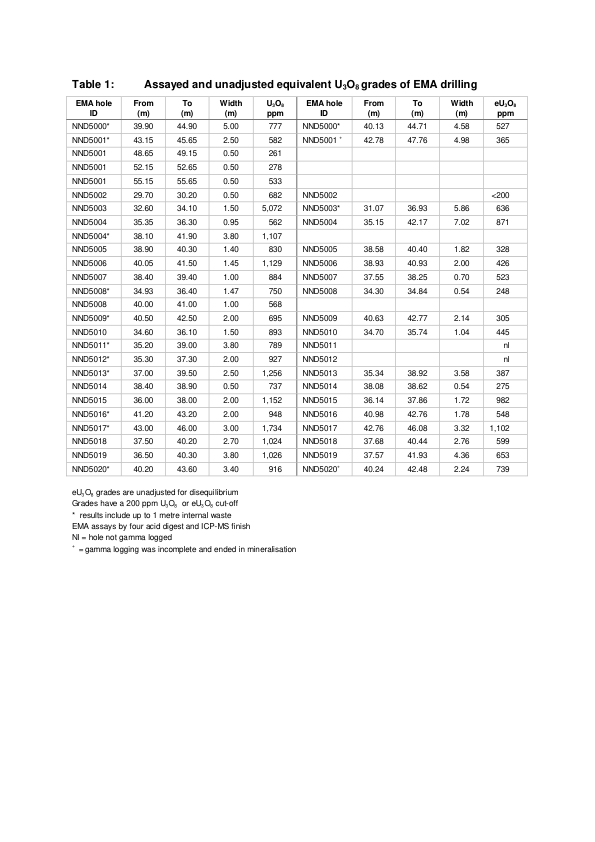 Table 1: Assayed and unadjusted equivalent U₃O₈ grades of EMA drilling
EMA hole ID From (m) To (m) Width (m) U₃O₈ ppm EMA hole ID From (m) To (m) Width (m) eU₃O₈ ppm
NND5000* 39.90 44.90 5.00 777 NND5000* 40.13 44.71 4.58 527
NND5001* 43.15 45.65 2.50 582 NND5001 ^ 42.78 47.76 4.98 365
NND5001 48.65 49.15 0.50 261
NND5001 52.15 52.65 0.50 278
NND5001 55.15 55.65 0.50 533
NND5002 29.70 30.20 0.50 682 NND5002 <200
NND5003 32.60 34.10 1.50 5,072 NND5003* 31.07 36.93 5.86 636
NND5004 35.35 36.30 0.95 562 NND5004 35.15 42.17 7.02 871
NND5004* 38.10 41.90 3.80 1,107
NND5005 38.90 40.30 1.40 830 NND5005 38.58 40.40 1.82 328
NND5006 40.05 41.50 1.45 1,129 NND5006 38.93 40.93 2.00 426
NND5007 38.40 39.40 1.00 884 NND5007 37.55 38.25 0.70 523
NND5008* 34.93 36.40 1.47 750 NND5008 34.30 34.84 0.54 248
NND5008 40.00 41.00 1.00 568
NND5009* 40.50 42.50 2.00 695 NND5009 40.63 42.77 2.14 305
NND5010 34.60 36.10 1.50 893 NND5010 34.70 35.74 1.04 445
NND5011* 35.20 39.00 3.80 789 NND5011 nl
NND5012* 35.30 37.30 2.00 927 NND5012 nl
NND5013* 37.00 39.50 2.50 1,256 NND5013 35.34 38.92 3.58 387
NND5014 38.40 38.90 0.50 737 NND5014 38.08 38.62 0.54 275
NND5015 36.00 38.00 2.00 1,152 NND5015 36.14 37.86 1.72 982
NND5016* 41.20 43.20 2.00 948 NND5016 40.98 42.76 1.78 548
NND5017* 43.00 46.00 3.00 1,734 NND5017 42.76 46.08 3.32 1,102
NND5018 37.50 40.20 2.70 1,024 NND5018 37.68 40.44 2.76 599
NND5019 36.50 40.30 3.80 1,026 NND5019 37.57 41.93 4.36 653
NND5020* 40.20 43.60 3.40 916 NND5020^ 40.24 42.48 2.24 739
eU₃O₈ grades are unadjusted for disequilibrium
Grades have a 200 ppm U₃O₈ or eU₃O₈ cut-off
* results include up to 1 metre internal waste
EMA assays by four acid digest and ICP-MS finish
Nl = hole not gamma logged
^ = gamma logging was incomplete and ended in mineralisation